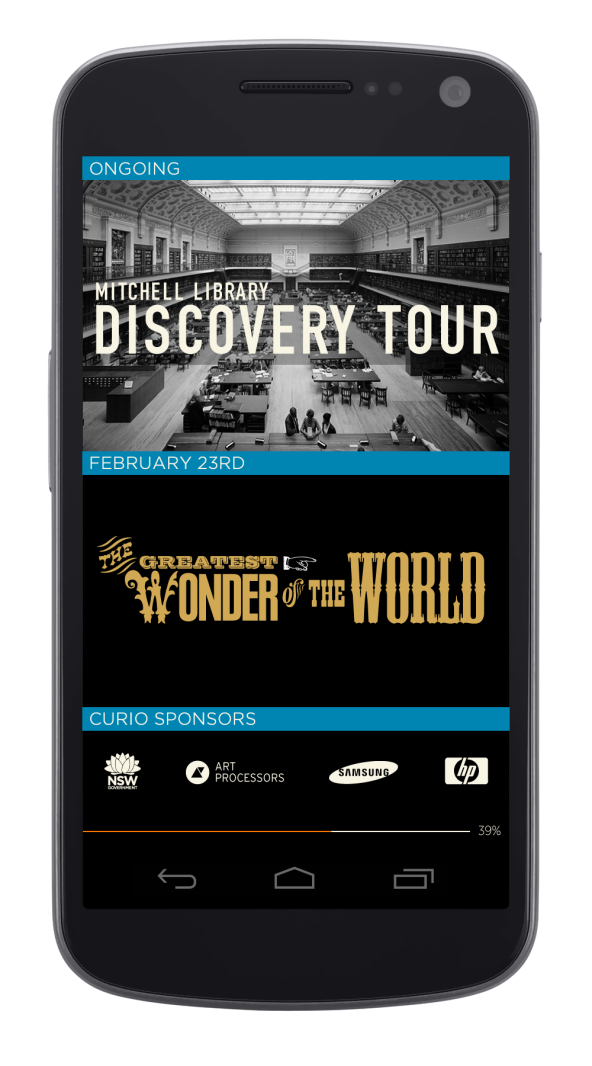 ONGOING
MITCHELL LIBRARY
DISCOVERY TOUR
FEBRUARY 23RD
THE GREATEST
WONDER of THE WORLD
CURIO SPONSORS
NSW
GOVERNMENT
ART
PROCESSORS
SAMSUNG
hp
39%